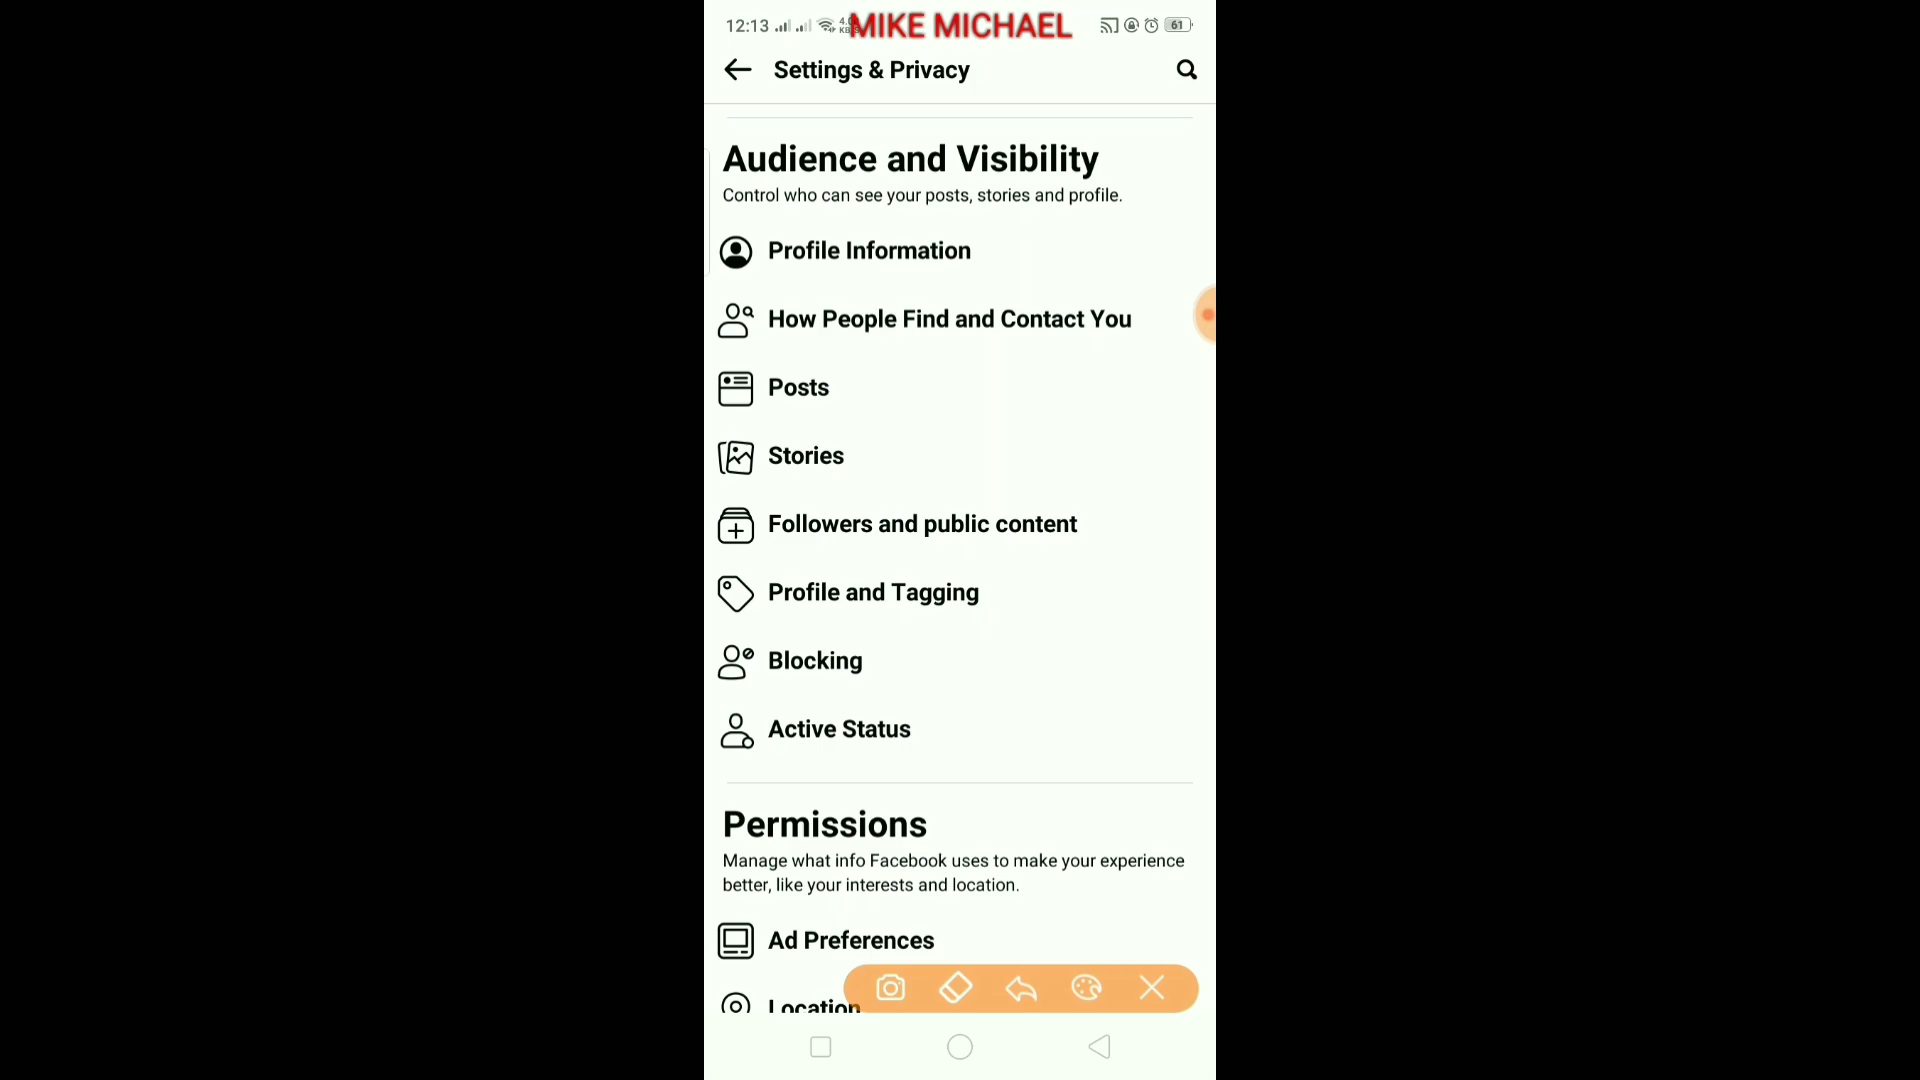 12:13
MIKE MICHAEL
61
Settings & Privacy
Audience and Visibility
Control who can see your posts, stories and profile.
Profile Information
How People Find and Contact You
Posts
Stories
Followers and public content
Profile and Tagging
Blocking
Active Status
Permissions
Manage what info Facebook uses to make your experience
better, like your interests and location.
Ad Preferences
Location